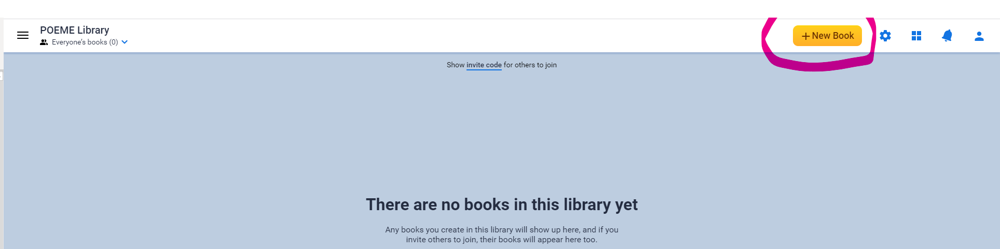 POEME Library
Everyone's books (0)
+ New Book
Show invite code for others to join
There are no books in this library yet
Any books you create in this library will show up here, and if you
invite others to join, their books will appear here too.